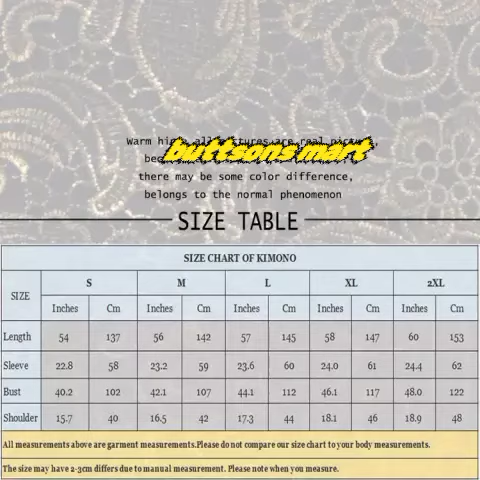 Warm
all
buttsons mart
there may be some color difference,
belongs to the normal phenomenon
SIZE TABLE
SIZE CHART OF KIMONO
SIZE S M L XL 2XL
Inches Cm Inches Cm Inches Cm Inches Cm Inches Cm
Length 54 137 56 142 57 145 58 147 60 153
Sleeve 22.8 58 23.2 59 23.6 60 24.0 61 24.4 62
Bust 40.2 102 42.1 107 44.1 112 46.1 117 48.0 122
Shoulder 15.7 40 16.5 42 17.3 44 18.1 46 18.9 48
All measurements above are garment measurements.Please do not compare our size chart to your body measurements.
The size may have 2-3cm differs due to manual measurement. Please note when you measure.